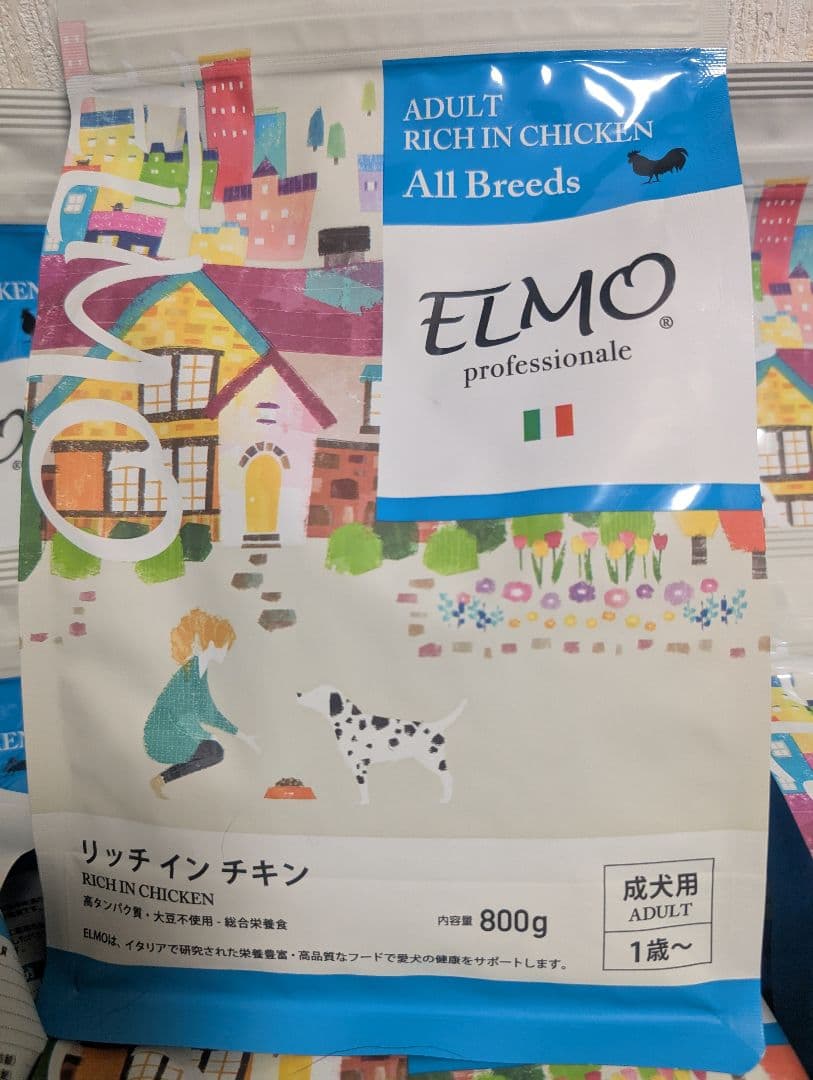 ELMO
ADULT
RICH IN CHICKEN
All Breeds
ELMO®
professionale
リッチ イン チキン
RICH IN CHICKEN
高タンパク質・大豆不使用 - 総合栄養食
ELMOは、イタリアで研究された栄養豊富・高品質なフードで愛犬の健康をサポートします。
内容量 800g
成犬用
ADULT
1歳〜
KEN